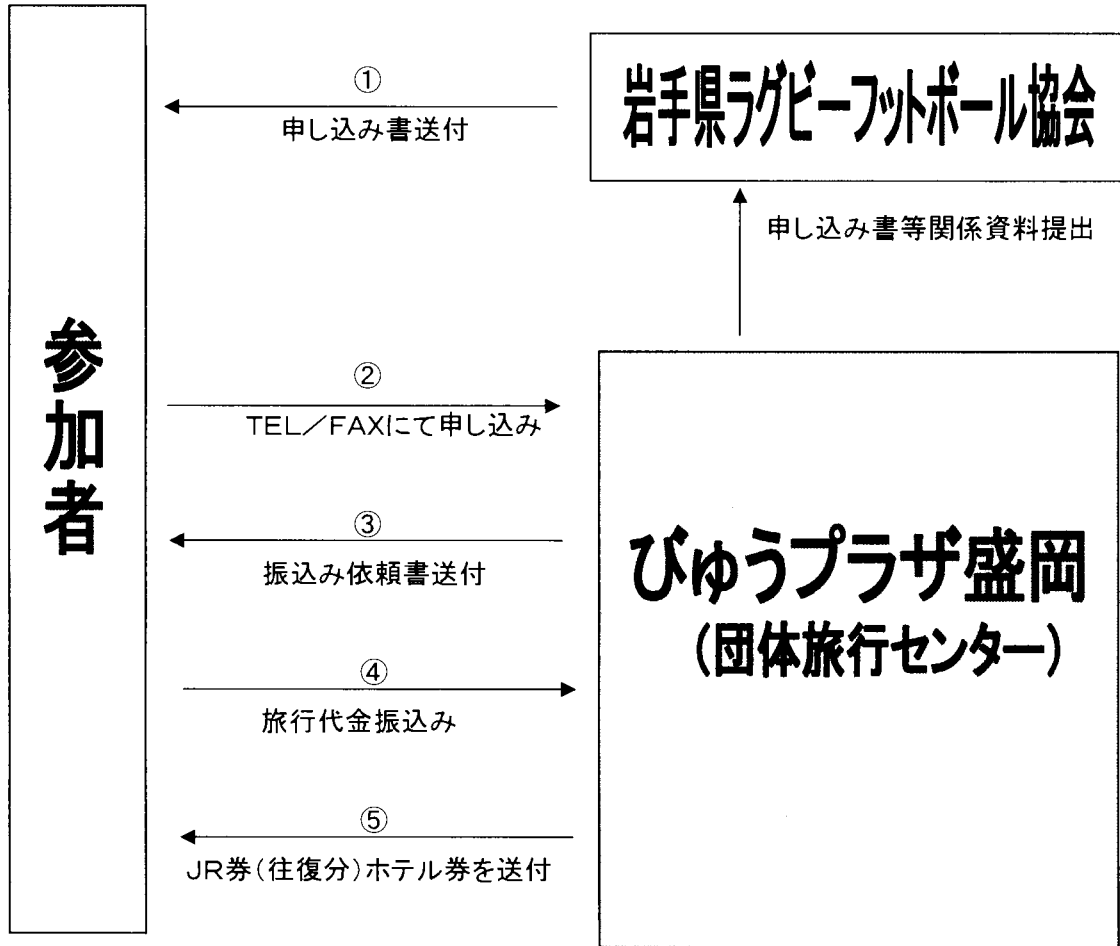 岩手県ラグビーフットボール協会
①
申し込み書送付
申し込み書等関係資料提出
参加者
②
TEL／FAXにて申し込み
③
振込み依頼書送付
びゅうプラザ盛岡
（団体旅行センター）
④
旅行代金振込み
⑤
JR券（往復分）ホテル券を送付